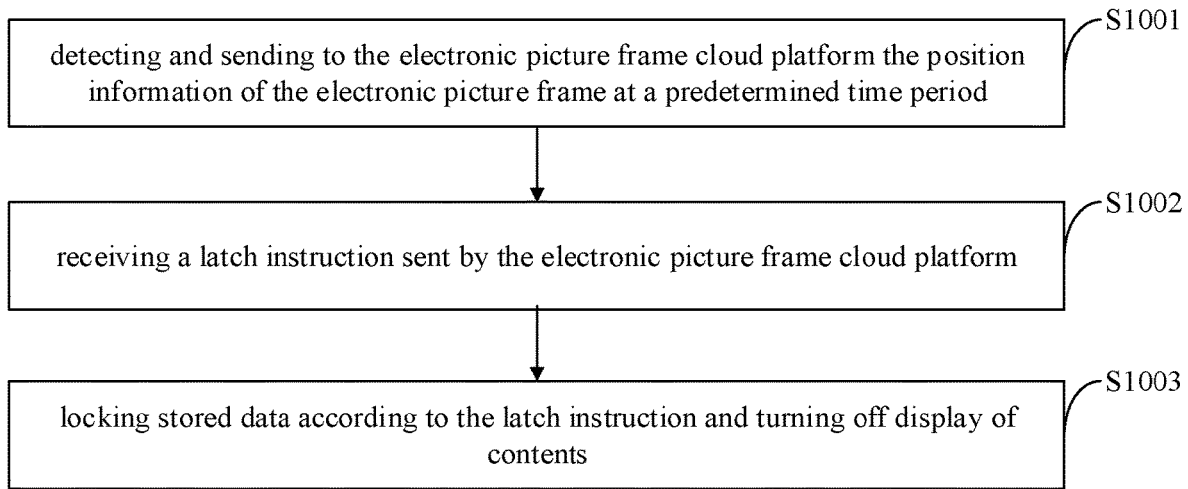 S1001
detecting and sending to the electronic picture frame cloud platform the position
information of the electronic picture frame at a predetermined time period
S1002
receiving a latch instruction sent by the electronic picture frame cloud platform
S1003
locking stored data according to the latch instruction and turning off display of
contents